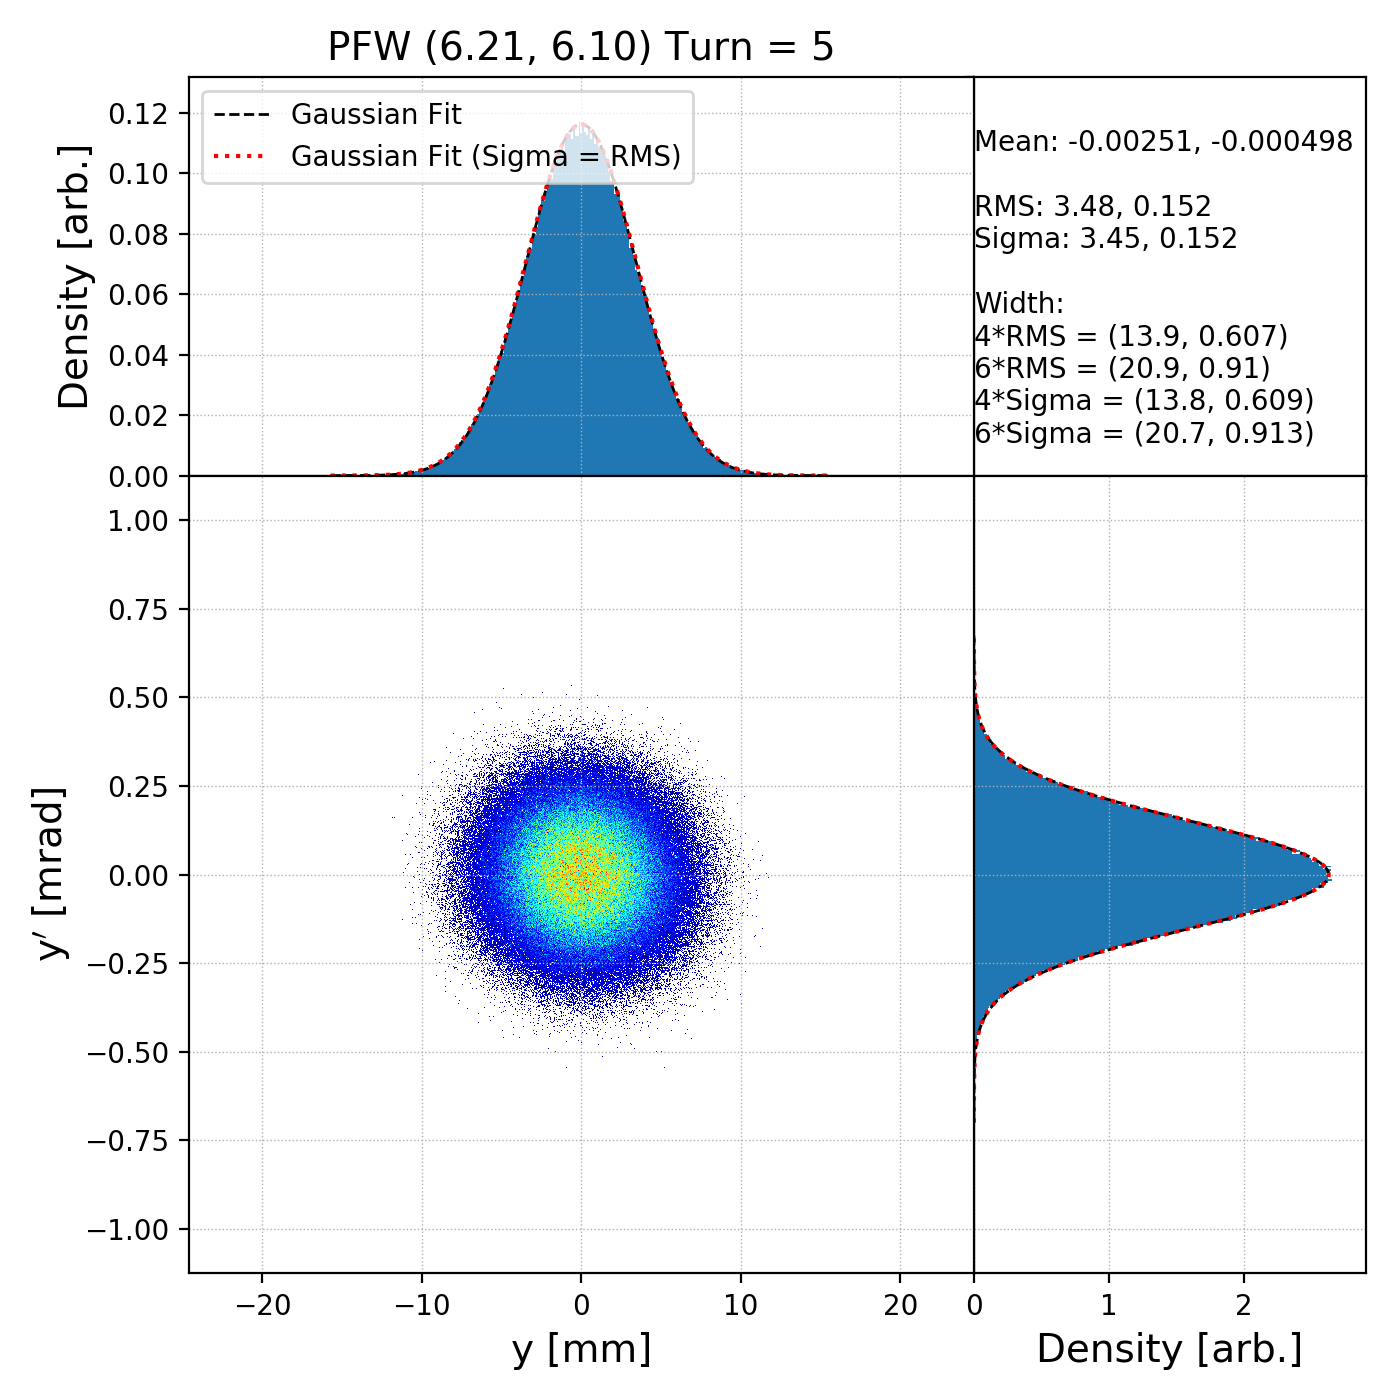 PFW (6.21, 6.10) Turn = 5
Gaussian Fit
Gaussian Fit (Sigma = RMS)
Density [arb.]
0.12
0.10
0.08
0.06
0.04
0.02
0.00
Mean: -0.00251, -0.000498
RMS: 3.48, 0.152
Sigma: 3.45, 0.152
Width:
4*RMS = (13.9, 0.607)
6*RMS = (20.9, 0.91)
4*Sigma = (13.8, 0.609)
6*Sigma = (20.7, 0.913)
y′ [mrad]
1.00
0.75
0.50
0.25
0.00
−0.25
−0.50
−0.75
−1.00
−20 −10 0 10 20
y [mm]
0 1 2
Density [arb.]